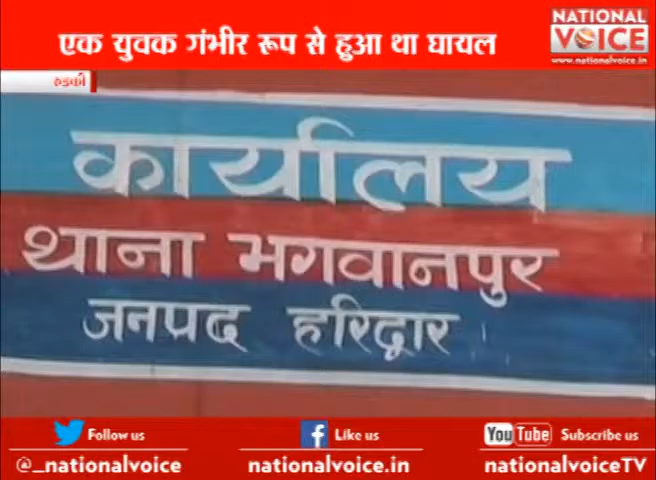 एक युवक गंभीर रूप से हुआ था घायल
NATIONAL
VOICE
www.nationalvoice.in
रुड़की
कार्यालय
थाना भगवानपुर
जनपद हरिद्वार
Follow us
Like us
YouTube Subscribe us
@_nationalvoice
nationalvoice.in
nationalvoiceTV